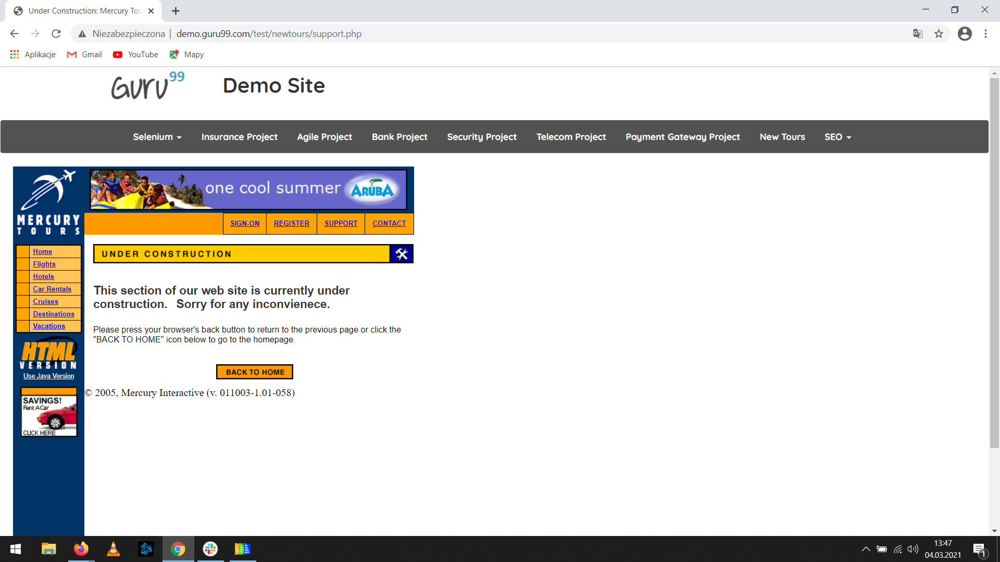 Under Construction: Mercury Tou
Niezabezpieczona | demo.guru99.com/test/newtours/support.php
Aplikacje Gmail YouTube Mapy
Guru99 Demo Site
Selenium Insurance Project Agile Project Bank Project Security Project Telecom Project Payment Gateway Project New Tours SEO
one cool summer ARUBA
MERCURY
TOURS
SIGN-ON REGISTER SUPPORT CONTACT
Home
Flights
Hotels
Car Rentals
Cruises
Destinations
Vacations
HTML
VERSION
Use Java Version
SAVINGS!
Rent A Car
CLICK HERE
UNDER CONSTRUCTION
This section of our web site is currently under
construction. Sorry for any inconvienece.
Please press your browser's back button to return to the previous page or click the
"BACK TO HOME" icon below to go to the homepage.
BACK TO HOME
© 2005, Mercury Interactive (v. 011003-1.01-058)
13:47
04.03.2021
1